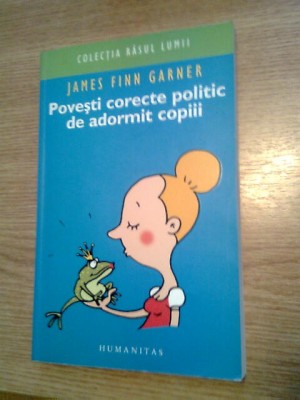 COLECȚIA RÂSUL LUMII
JAMES FINN GARNER
Povești corecte politic
de adormit copiii
HUMANITAS